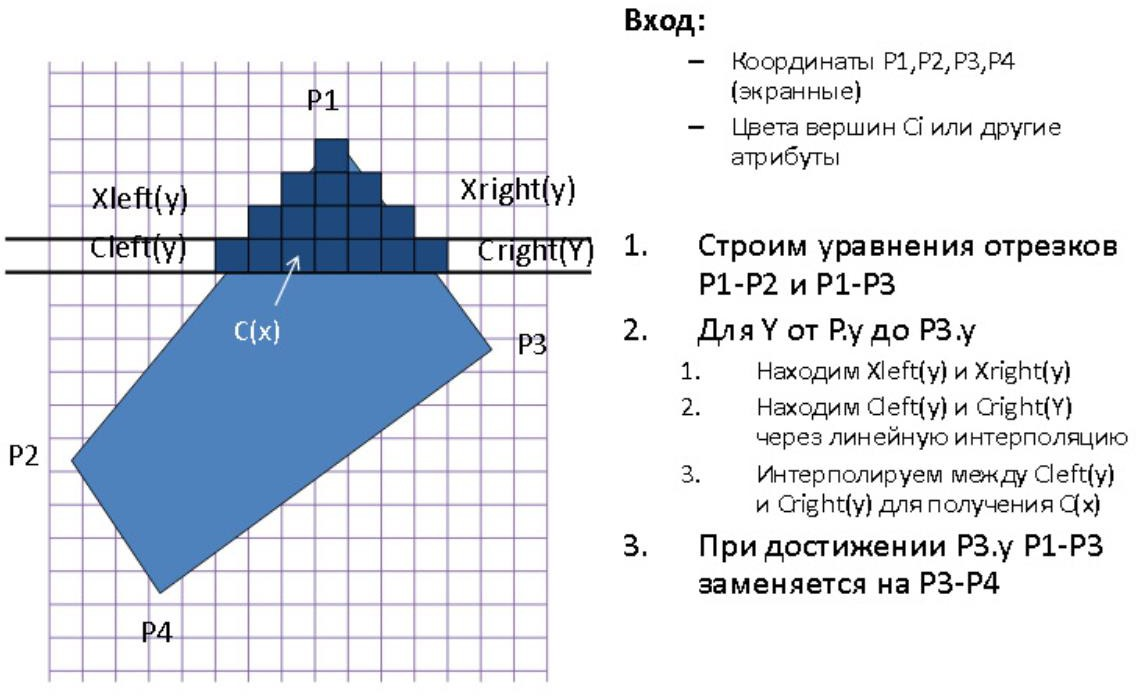 Вход:
– Координаты P1,P2,P3,P4
(экранные)
– Цвета вершин Ci или другие
атрибуты
1. Строим уравнения отрезков
P1-P2 и P1-P3
2. Для Y от P.y до P3.y
1. Находим Xleft(y) и Xright(y)
2. Находим Cleft(y) и Cright(Y)
через линейную интерполяцию
3. Интерполируем между Cleft(y)
и Cright(y) для получения C(x)
3. При достижении P3.y P1-P3
заменяется на P3-P4
P1
Xleft(y)
Xright(y)
Cleft(y)
Cright(Y)
C(x)
P3
P2
P4